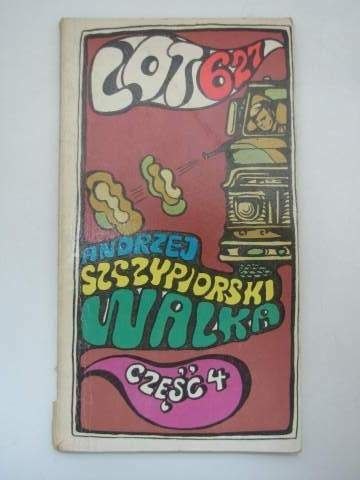 LOT 627
ANDRZEJ
SZCZYPIORSKI
WALKA
CZĘŚĆ 4